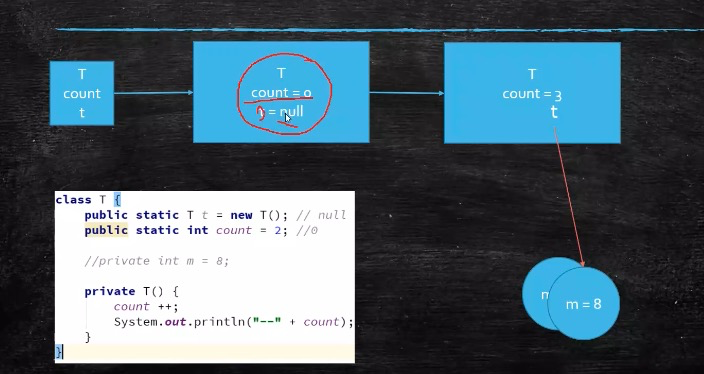 T
count
t
T
count = 0
= null
T
count = 3
t
class T {
public static T t = new T(); // null
public static int count = 2; //0
//private int m = 8;
private T() {
count ++;
System.out.println("--" + count);
}
}
m
m = 8